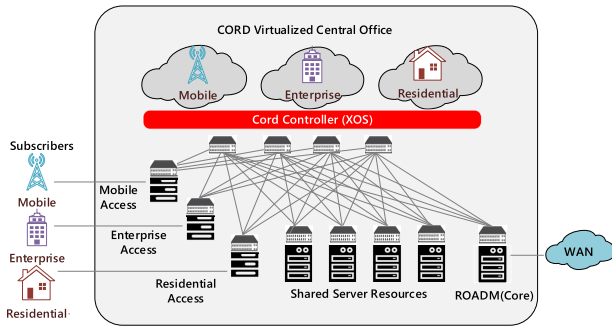 CORD Virtualized Central Office
Mobile
Enterprise
Residential
Cord Controller (XOS)
Subscribers
Mobile
Enterprise
Residential
Mobile
Access
Enterprise
Access
Residential
Access
Shared Server Resources
ROADM(Core)
WAN